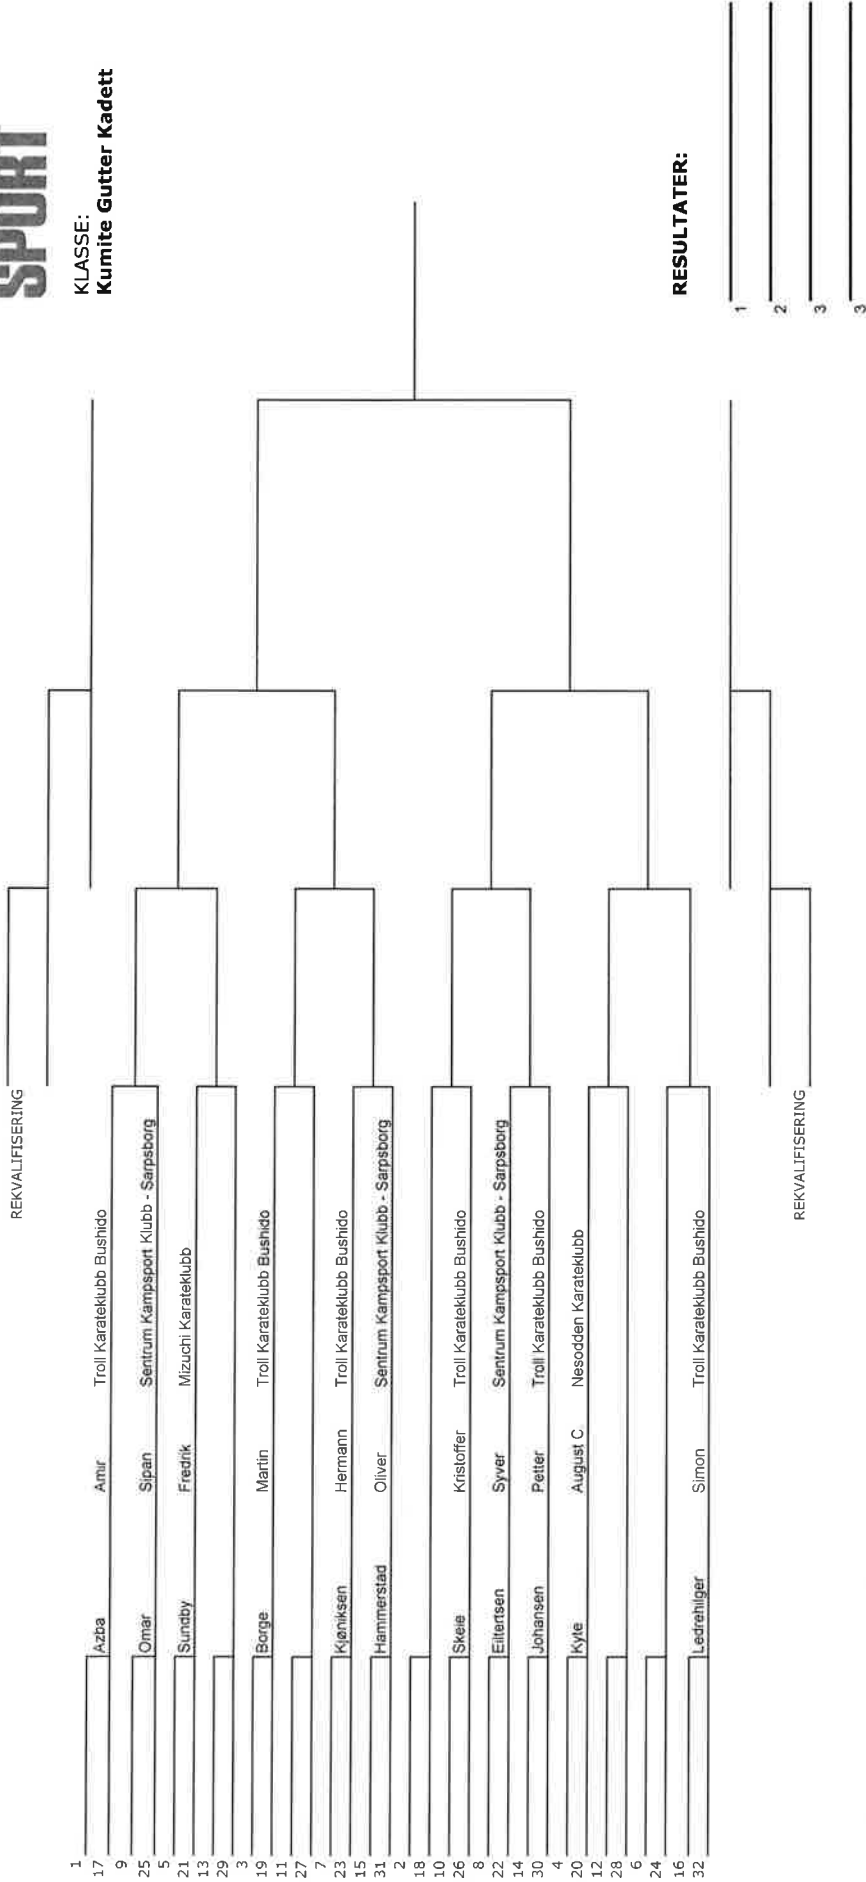 SPORT
KLASSE:
Kumite Gutter Kadett
REKVALIFISERING
1
17
Azba Amir Troll Karateklubb Bushido
9
25
Omar Sipan Sentrum Kampsport Klubb - Sarpsborg
5
21
Sundby Fredrik Mizuchi Karateklubb
13
29
3
19
Borge Martin Troll Karateklubb Bushido
11
27
7
23
Kjøniksen Hermann Troll Karateklubb Bushido
15
31
Hammerstad Oliver Sentrum Kampsport Klubb - Sarpsborg
2
18
10
26
Skeie Kristoffer Troll Karateklubb Bushido
8
22
Eiltertsen Syver Sentrum Kampsport Klubb - Sarpsborg
14
30
Johansen Petter Troll Karateklubb Bushido
4
20
Kyte August C Nesodden Karateklubb
12
28
6
24
16
32
Ledrehilger Simon Troll Karateklubb Bushido
REKVALIFISERING
RESULTATER:
1
2
3
3